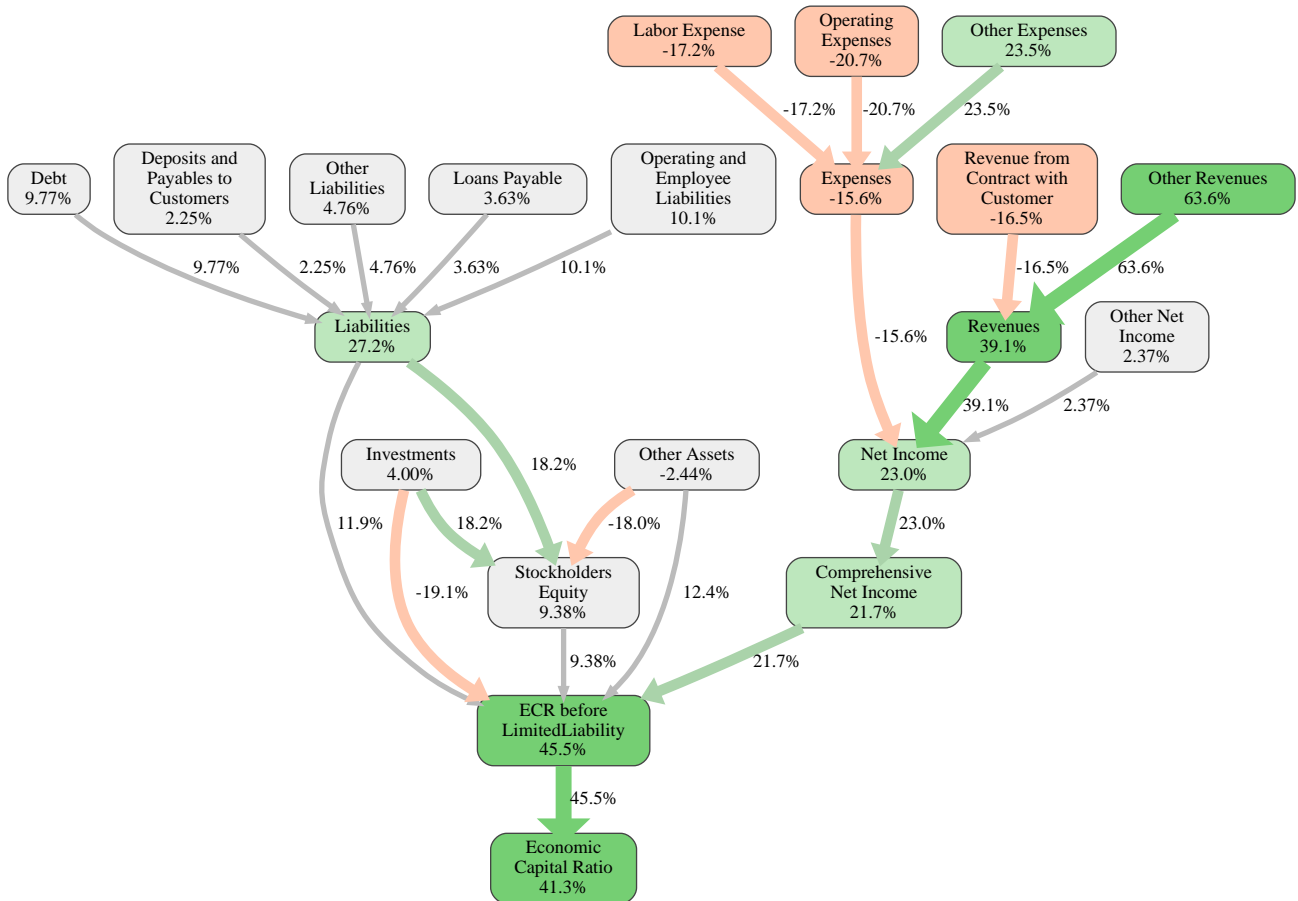 Labor Expense
-17.2%
Operating
Expenses
-20.7%
Other Expenses
23.5%
-17.2%
-20.7%
23.5%
Debt
9.77%
Deposits and
Payables to
Customers
2.25%
Other
Liabilities
4.76%
Loans Payable
3.63%
Operating and
Employee
Liabilities
10.1%
Expenses
-15.6%
Revenue from
Contract with
Customer
-16.5%
Other Revenues
63.6%
9.77%
2.25%
4.76%
3.63%
10.1%
-16.5%
63.6%
Liabilities
27.2%
-15.6%
Revenues
39.1%
Other Net
Income
2.37%
39.1%
2.37%
Investments
4.00%
18.2%
Other Assets
-2.44%
Net Income
23.0%
11.9%
18.2%
-18.0%
23.0%
-19.1%
Stockholders
Equity
9.38%
12.4%
Comprehensive
Net Income
21.7%
9.38%
21.7%
ECR before
LimitedLiability
45.5%
45.5%
Economic
Capital Ratio
41.3%